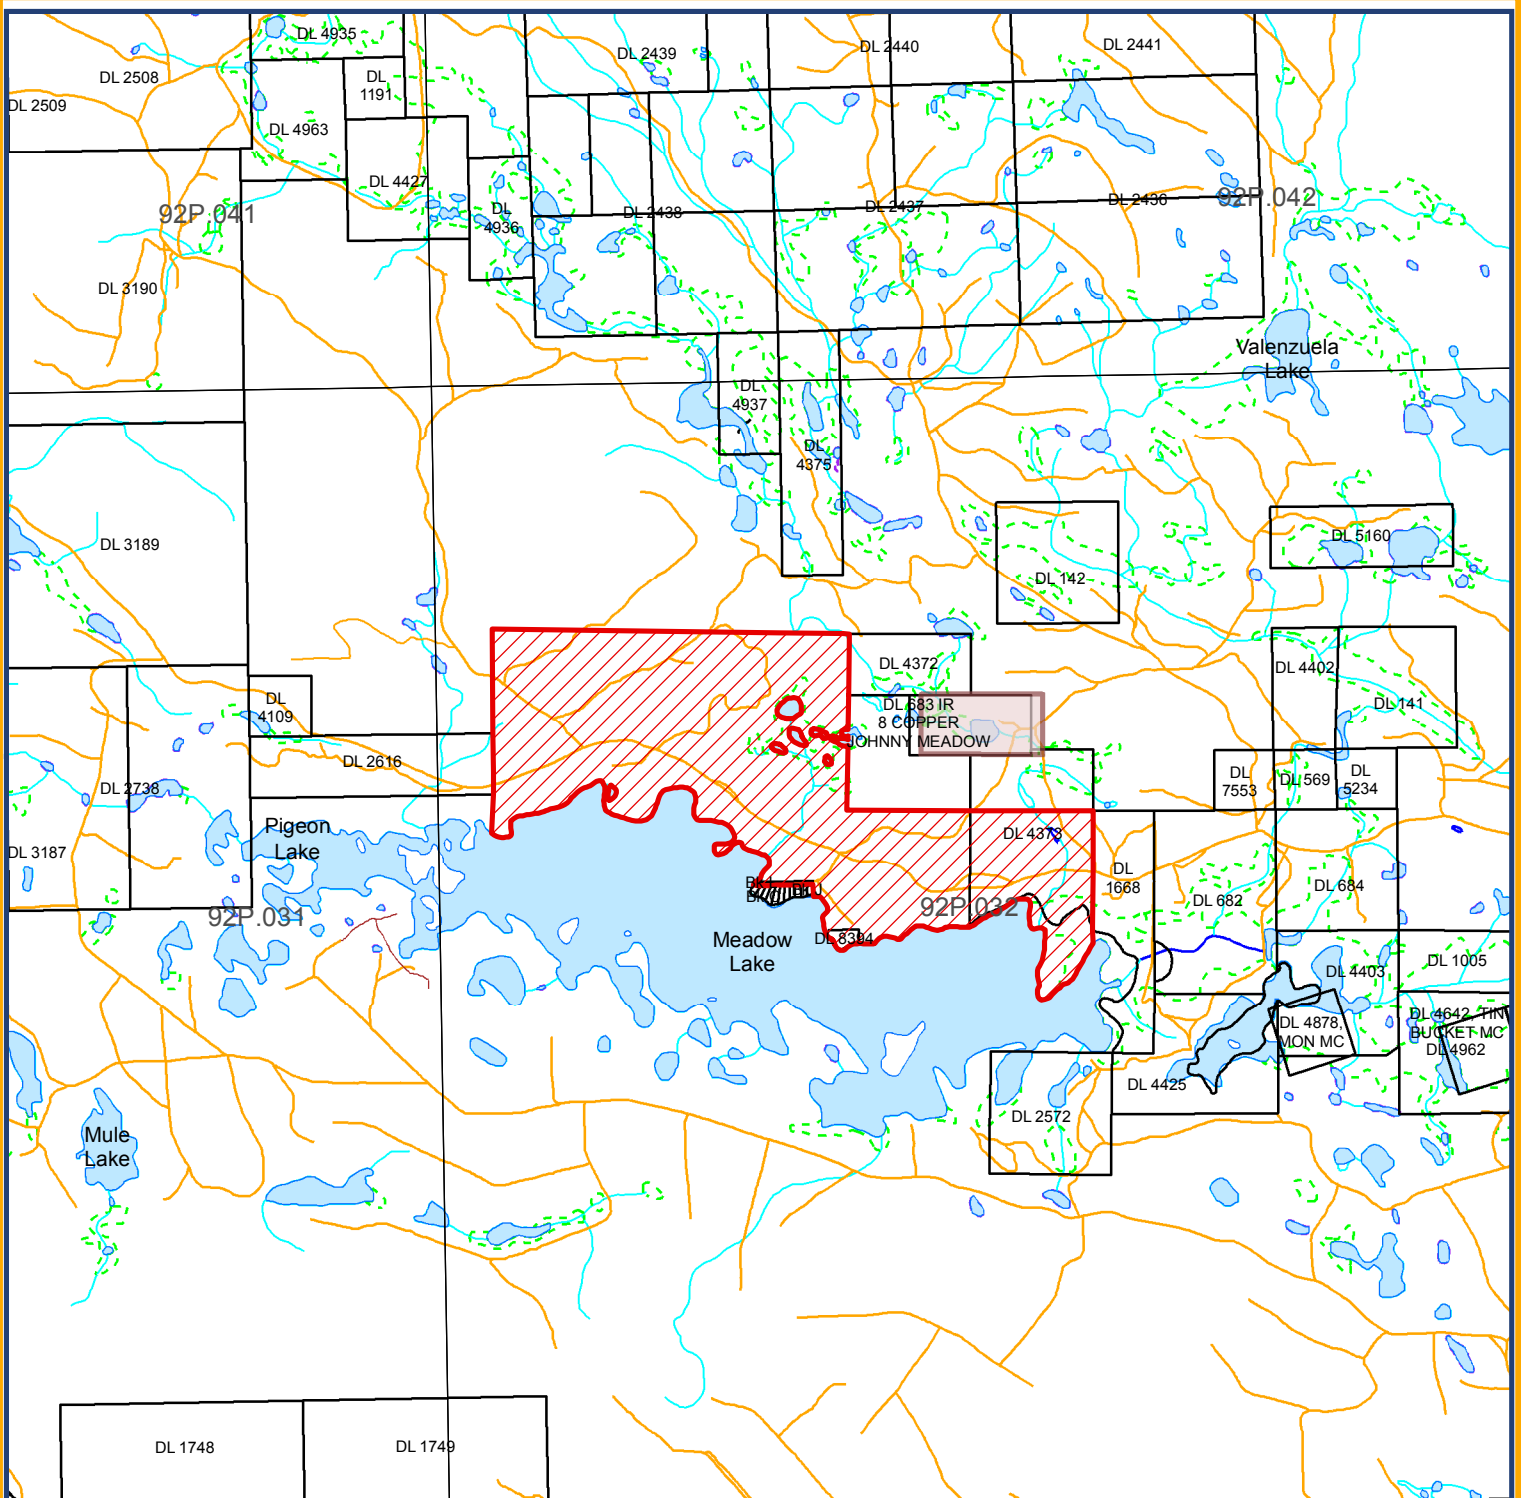 DL 4935
DL 2439
DL 2440
DL 2441
DL 2508
DL
1191
DL 2509
DL 4963
DL 4427
92P.041
DL
4936
DL 2438
DL 2437
DL 2436
92P.042
DL 3190
Valenzuela
Lake
DL
4937
DL
4375
DL 3189
DL 5160
DL 142
DL 4372
DL 4402
DL 141
DL
4109
DL 683 IR
8 COPPER
JOHNNY MEADOW
DL 2616
DL 2738
DL
7553
DL 569
DL
5234
Pigeon
Lake
DL 3187
DL 4373
DL
1668
DL 682
DL 684
92P.031
92P.032
Meadow
Lake
DL 8394
DL 4403
DL 1005
DL 4878,
MON MC
DL 4642, TIN
BUCKET MC
DL 4962
DL 4425
DL 2572
Mule
Lake
DL 1748
DL 1749